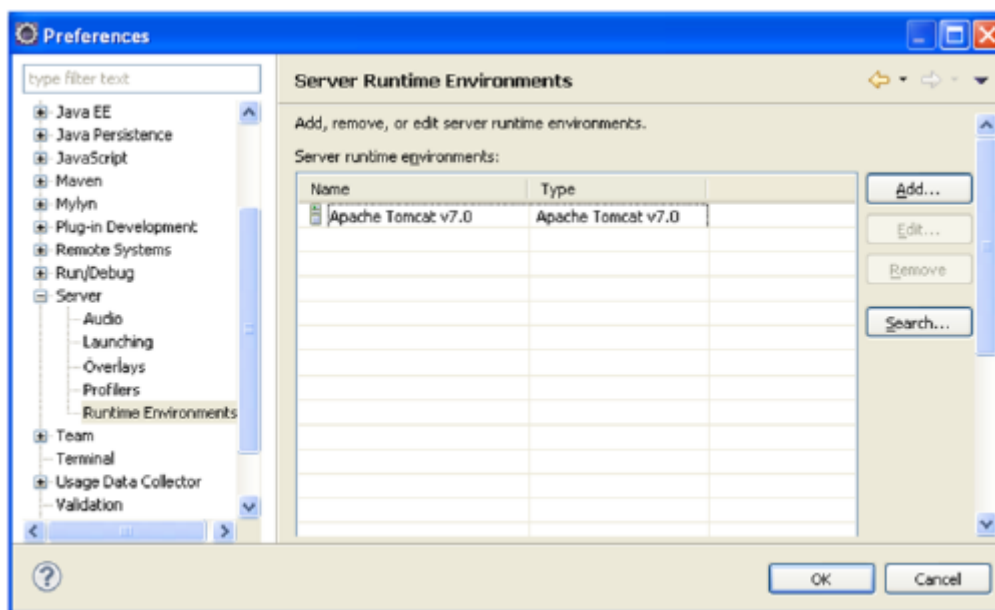 Preferences
type filter text
Java EE
Java Persistence
JavaScript
Maven
Mylyn
Plug-in Development
Remote Systems
Run/Debug
Server
Audio
Launching
Overlays
Profilers
Runtime Environments
Team
Terminal
Usage Data Collector
Validation
Server Runtime Environments
Add, remove, or edit server runtime environments.
Server runtime environments:
Name Type
Apache Tomcat v7.0 Apache Tomcat v7.0
Add...
Edit...
Remove
Search...
?
OK Cancel